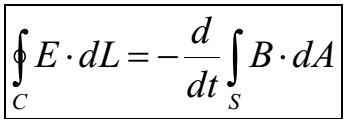 ∮_C E · dL = − d/dt ∫_S B · dA